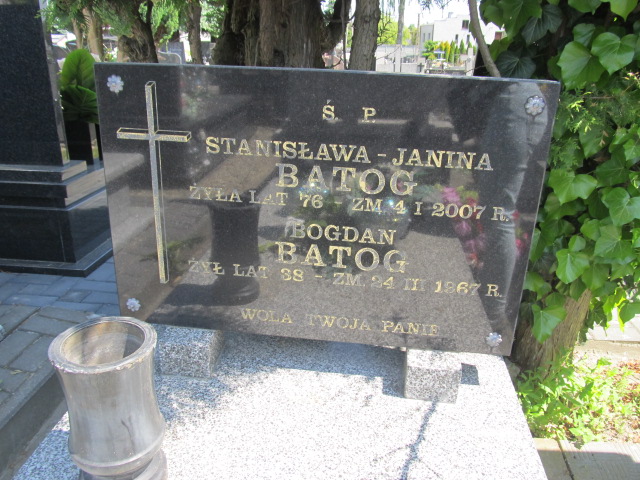 Ś. P.
STANISŁAWA - JANINA
BATOG
ŻYŁA LAT 76 - ZM. 4 I 2007 R.
BOGDAN
BATOG
ŻYŁ LAT 38 - ZM. 24 III 1967 R.
WOLA TWOJA PANIE